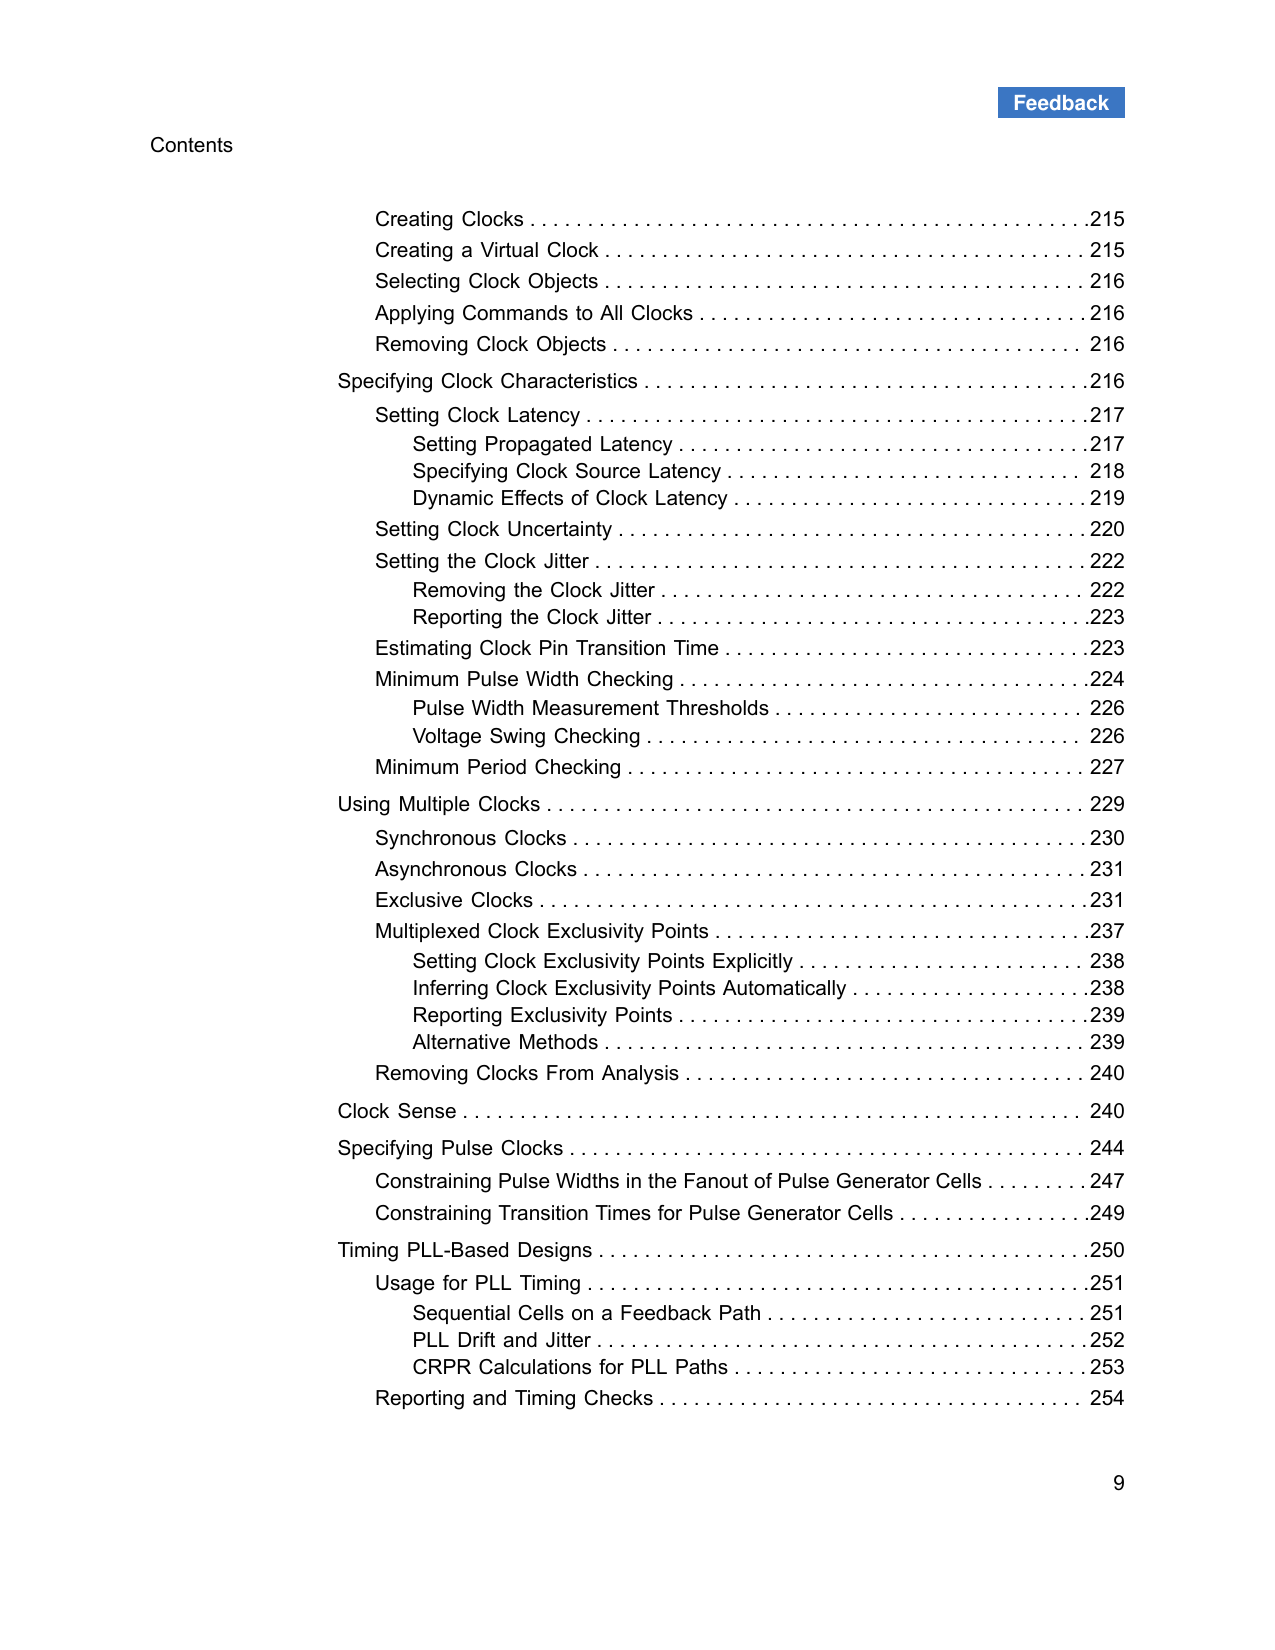 Feedback
Contents
Creating Clocks . . . . . . . . . . . . . . . . . . . . . . . . . . . . . . . . . . . . . . . . . . . . . . . . .215
Creating a Virtual Clock . . . . . . . . . . . . . . . . . . . . . . . . . . . . . . . . . . . . . . . . . . 215
Selecting Clock Objects . . . . . . . . . . . . . . . . . . . . . . . . . . . . . . . . . . . . . . . . . . 216
Applying Commands to All Clocks . . . . . . . . . . . . . . . . . . . . . . . . . . . . . . . . . . 216
Removing Clock Objects . . . . . . . . . . . . . . . . . . . . . . . . . . . . . . . . . . . . . . . . . 216
Specifying Clock Characteristics . . . . . . . . . . . . . . . . . . . . . . . . . . . . . . . . . . . . . . .216
Setting Clock Latency . . . . . . . . . . . . . . . . . . . . . . . . . . . . . . . . . . . . . . . . . . . .217
Setting Propagated Latency . . . . . . . . . . . . . . . . . . . . . . . . . . . . . . . . . . . .217
Specifying Clock Source Latency . . . . . . . . . . . . . . . . . . . . . . . . . . . . . . . 218
Dynamic Effects of Clock Latency . . . . . . . . . . . . . . . . . . . . . . . . . . . . . . . 219
Setting Clock Uncertainty . . . . . . . . . . . . . . . . . . . . . . . . . . . . . . . . . . . . . . . . . 220
Setting the Clock Jitter . . . . . . . . . . . . . . . . . . . . . . . . . . . . . . . . . . . . . . . . . . . 222
Removing the Clock Jitter . . . . . . . . . . . . . . . . . . . . . . . . . . . . . . . . . . . . . 222
Reporting the Clock Jitter . . . . . . . . . . . . . . . . . . . . . . . . . . . . . . . . . . . . . .223
Estimating Clock Pin Transition Time . . . . . . . . . . . . . . . . . . . . . . . . . . . . . . . .223
Minimum Pulse Width Checking . . . . . . . . . . . . . . . . . . . . . . . . . . . . . . . . . . . .224
Pulse Width Measurement Thresholds . . . . . . . . . . . . . . . . . . . . . . . . . . . 226
Voltage Swing Checking . . . . . . . . . . . . . . . . . . . . . . . . . . . . . . . . . . . . . . 226
Minimum Period Checking . . . . . . . . . . . . . . . . . . . . . . . . . . . . . . . . . . . . . . . . 227
Using Multiple Clocks . . . . . . . . . . . . . . . . . . . . . . . . . . . . . . . . . . . . . . . . . . . . . . . 229
Synchronous Clocks . . . . . . . . . . . . . . . . . . . . . . . . . . . . . . . . . . . . . . . . . . . . . 230
Asynchronous Clocks . . . . . . . . . . . . . . . . . . . . . . . . . . . . . . . . . . . . . . . . . . . . 231
Exclusive Clocks . . . . . . . . . . . . . . . . . . . . . . . . . . . . . . . . . . . . . . . . . . . . . . . .231
Multiplexed Clock Exclusivity Points . . . . . . . . . . . . . . . . . . . . . . . . . . . . . . . . .237
Setting Clock Exclusivity Points Explicitly . . . . . . . . . . . . . . . . . . . . . . . . . 238
Inferring Clock Exclusivity Points Automatically . . . . . . . . . . . . . . . . . . . . .238
Reporting Exclusivity Points . . . . . . . . . . . . . . . . . . . . . . . . . . . . . . . . . . . .239
Alternative Methods . . . . . . . . . . . . . . . . . . . . . . . . . . . . . . . . . . . . . . . . . . 239
Removing Clocks From Analysis . . . . . . . . . . . . . . . . . . . . . . . . . . . . . . . . . . . 240
Clock Sense . . . . . . . . . . . . . . . . . . . . . . . . . . . . . . . . . . . . . . . . . . . . . . . . . . . . . . 240
Specifying Pulse Clocks . . . . . . . . . . . . . . . . . . . . . . . . . . . . . . . . . . . . . . . . . . . . . 244
Constraining Pulse Widths in the Fanout of Pulse Generator Cells . . . . . . . . . 247
Constraining Transition Times for Pulse Generator Cells . . . . . . . . . . . . . . . . .249
Timing PLL-Based Designs . . . . . . . . . . . . . . . . . . . . . . . . . . . . . . . . . . . . . . . . . . .250
Usage for PLL Timing . . . . . . . . . . . . . . . . . . . . . . . . . . . . . . . . . . . . . . . . . . . .251
Sequential Cells on a Feedback Path . . . . . . . . . . . . . . . . . . . . . . . . . . . . 251
PLL Drift and Jitter . . . . . . . . . . . . . . . . . . . . . . . . . . . . . . . . . . . . . . . . . . .252
CRPR Calculations for PLL Paths . . . . . . . . . . . . . . . . . . . . . . . . . . . . . . . 253
Reporting and Timing Checks . . . . . . . . . . . . . . . . . . . . . . . . . . . . . . . . . . . . . 254
9